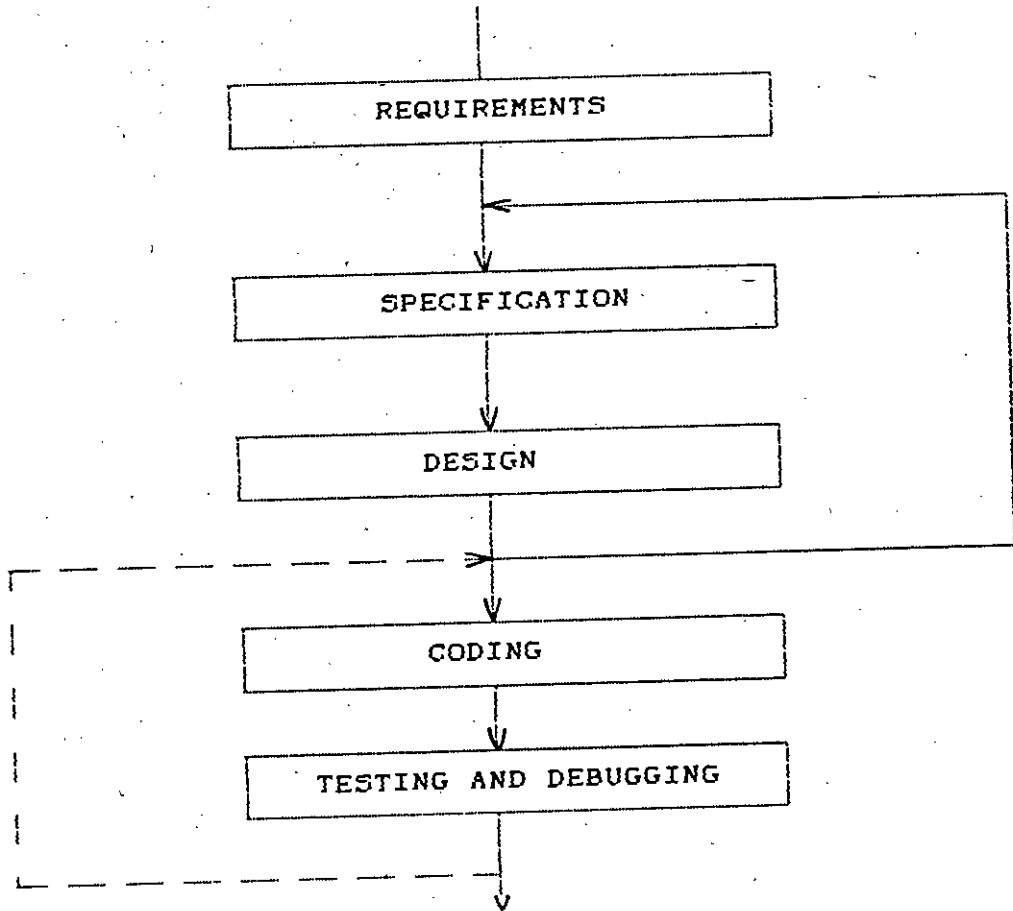 REQUIREMENTS
SPECIFICATION
DESIGN
CODING
TESTING AND DEBUGGING